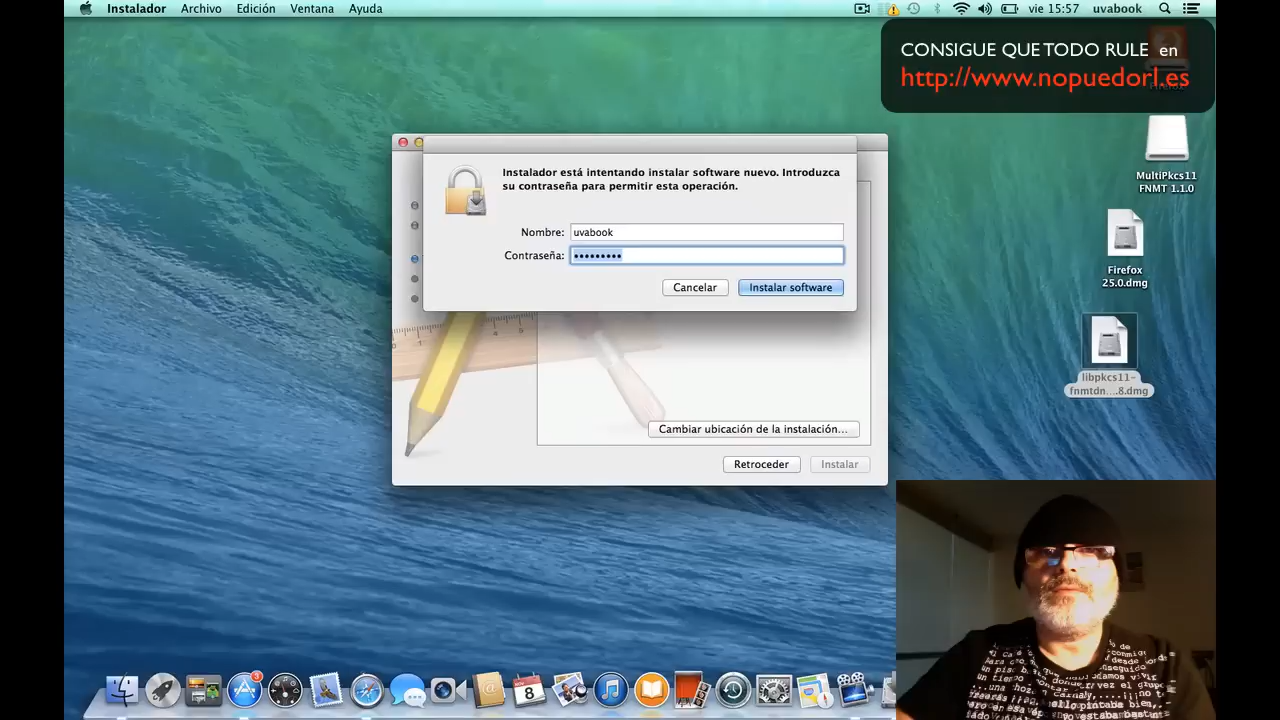 Instalador Archivo Edición Ventana Ayuda vie 15:57 uvabook
CONSIGUE QUE TODO RULE en
http://www.nopuedorl.es
MultiPkcs11
FNMT 1.1.0
Instalador está intentando instalar software nuevo. Introduzca
su contraseña para permitir esta operación.
Nombre: uvabook
Contraseña: •••••••••
Cancelar Instalar software
Firefox
25.0.dmg
libpkcs11-
fnmtdn....8.dmg
Cambiar ubicación de la instalación...
Retroceder Instalar
3
8